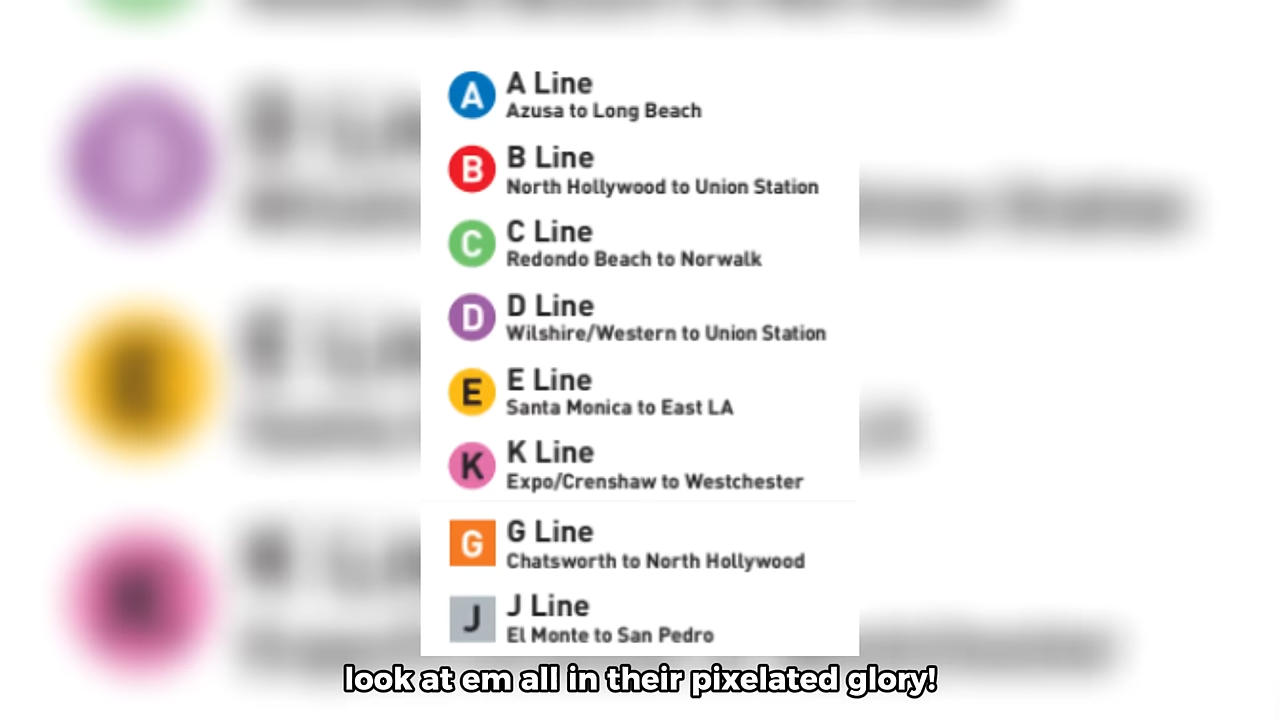 A
A Line
Azusa to Long Beach
B
B Line
North Hollywood to Union Station
C
C Line
Redondo Beach to Norwalk
D
D Line
Wilshire/Western to Union Station
E
E Line
Santa Monica to East LA
K
K Line
Expo/Crenshaw to Westchester
G
G Line
Chatsworth to North Hollywood
J
J Line
El Monte to San Pedro
look at em all in their pixelated glory!